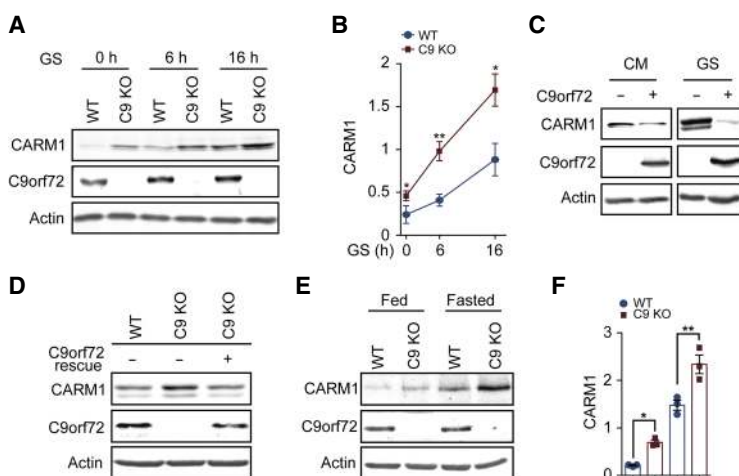 A
GS 0 h 6 h 16 h
WT C9 KO WT C9 KO WT C9 KO
CARM1
C9orf72
Actin
B
WT
C9 KO
CARM1
2
1.5
1
0.5
0
* ** *
0 6 16
GS (h)
C
CM GS
C9orf72 – + – +
CARM1
C9orf72
Actin
D
WT C9 KO C9 KO
C9orf72 rescue – – +
CARM1
C9orf72
Actin
E
Fed Fasted
WT C9 KO WT C9 KO
CARM1
C9orf72
Actin
F
WT
C9 KO
CARM1
3
2
1
0
* **